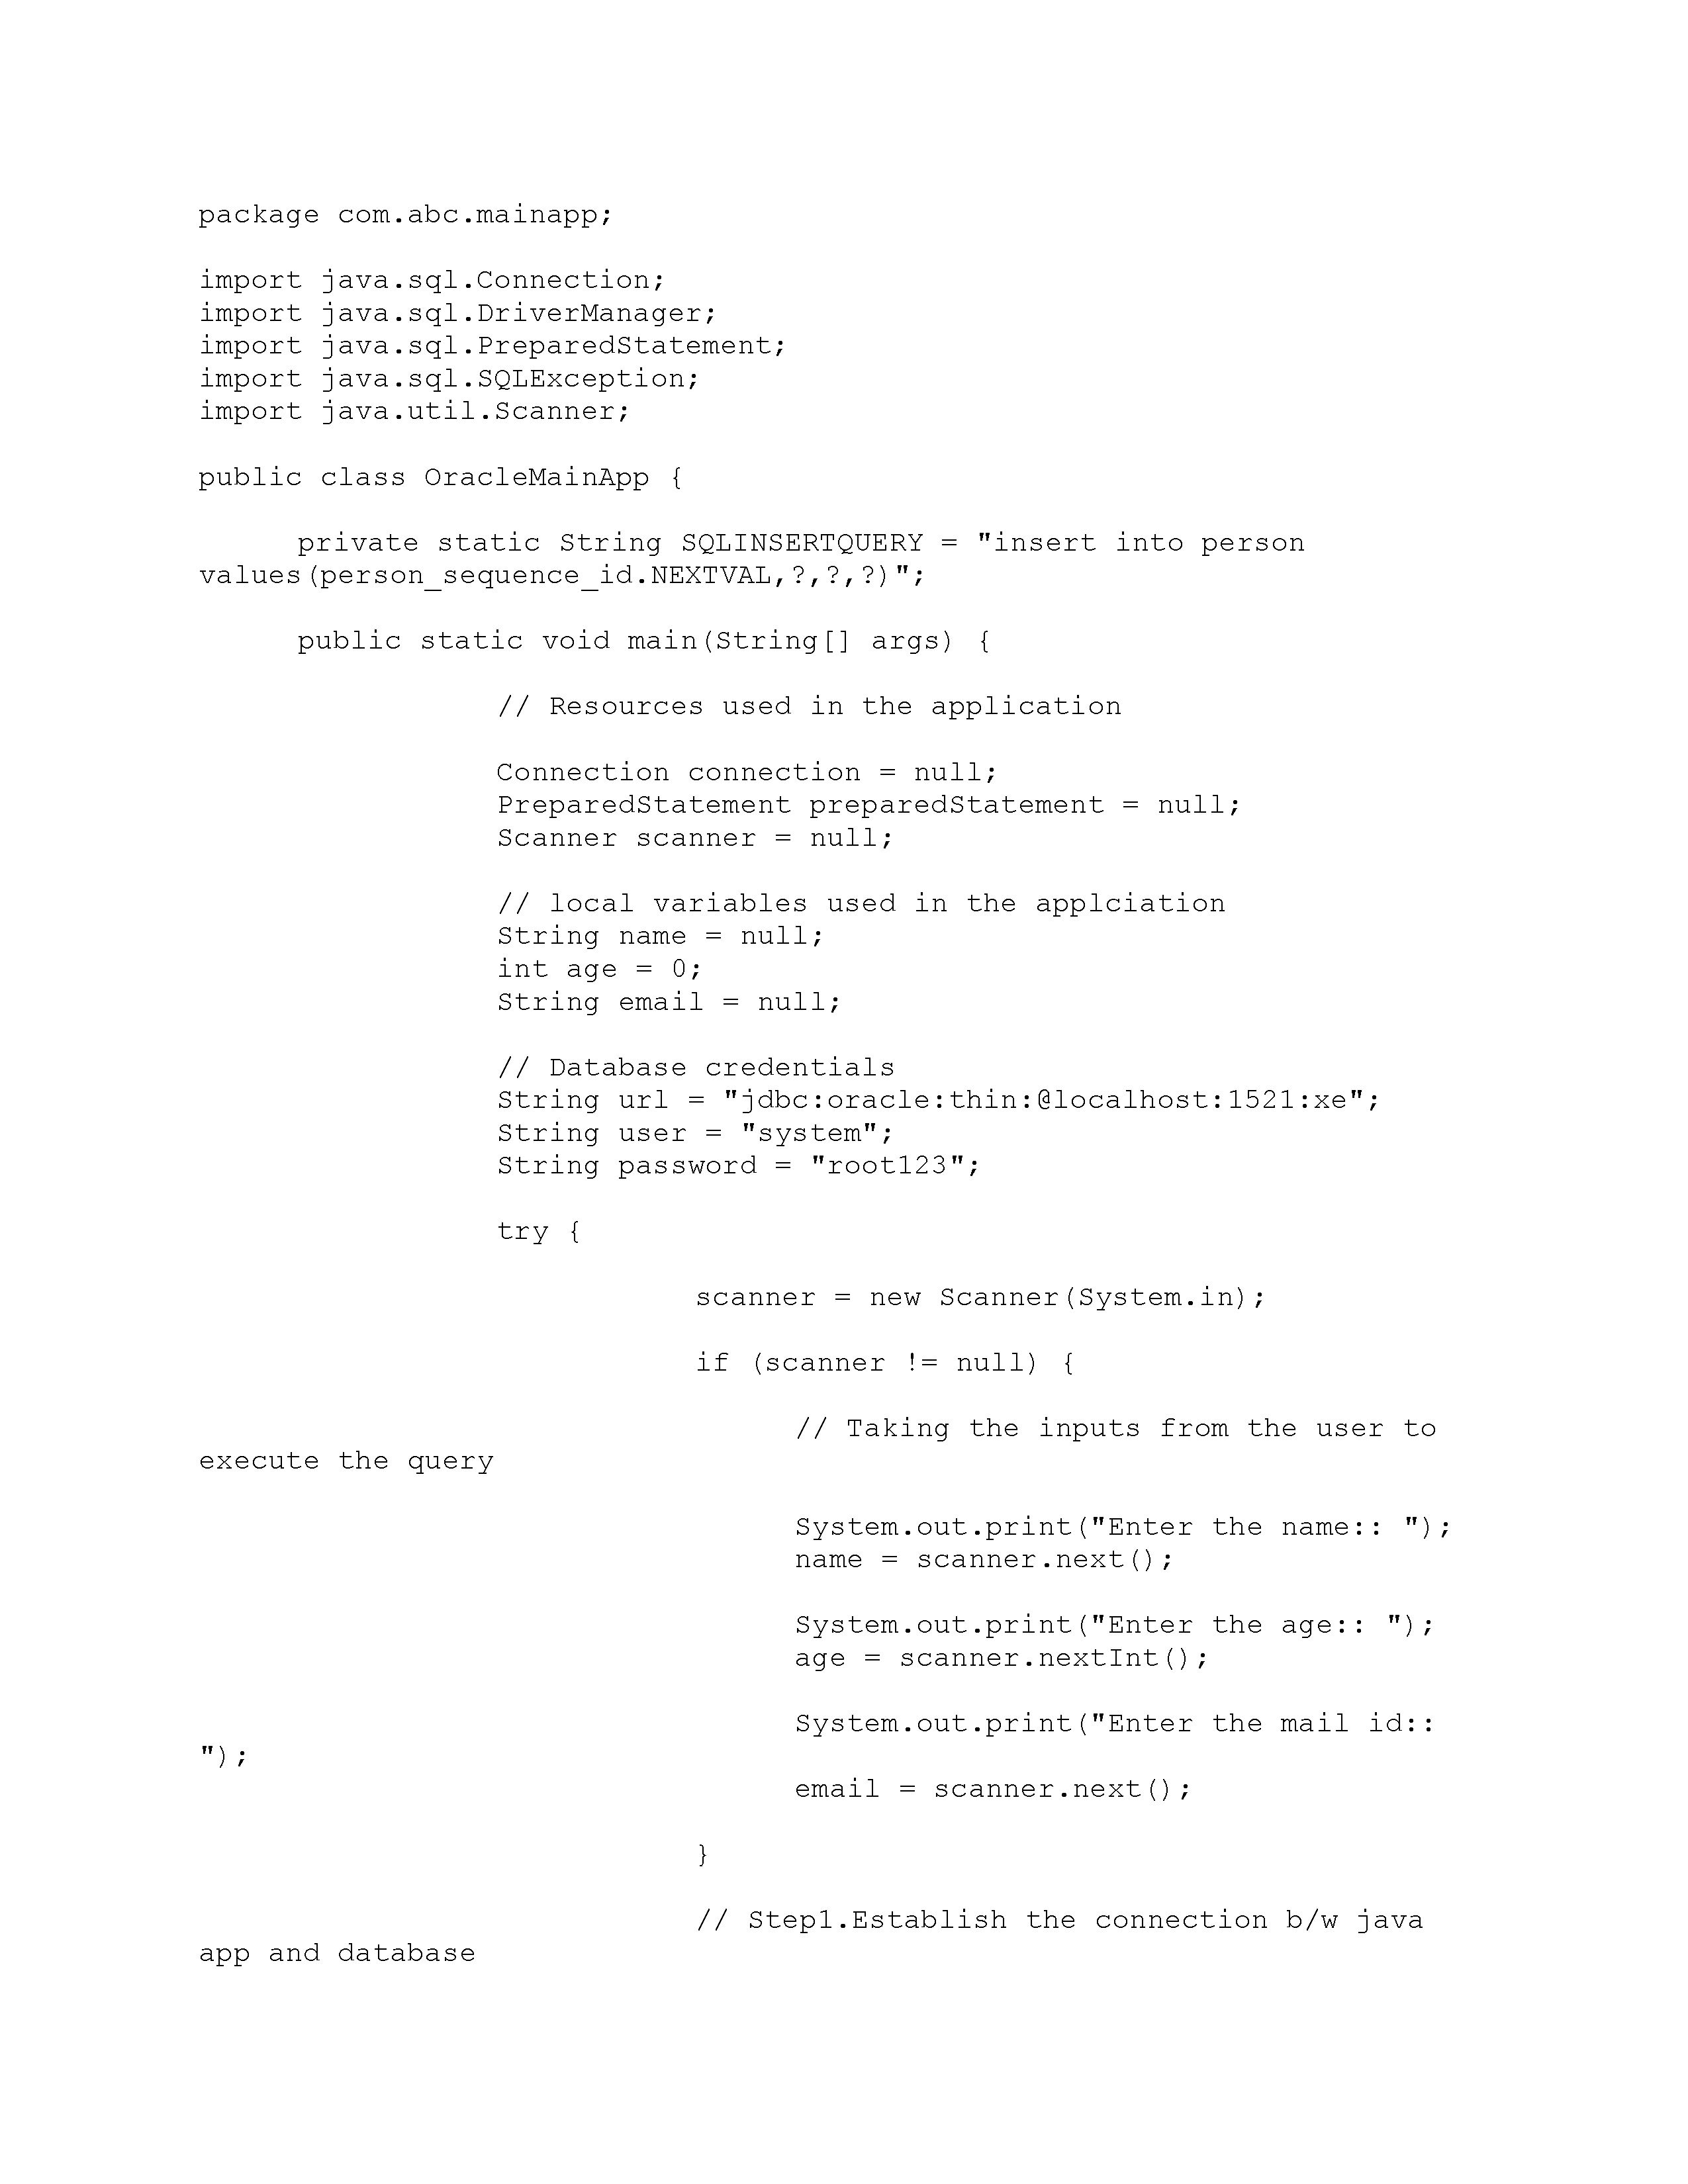 package com.abc.mainapp;
import java.sql.Connection;
import java.sql.DriverManager;
import java.sql.PreparedStatement;
import java.sql.SQLException;
import java.util.Scanner;
public class OracleMainApp {
private static String SQLINSERTQUERY = "insert into person
values(person_sequence_id.NEXTVAL,?,?,?)";
public static void main(String[] args) {
// Resources used in the application
Connection connection = null;
PreparedStatement preparedStatement = null;
Scanner scanner = null;
// local variables used in the applciation
String name = null;
int age = 0;
String email = null;
// Database credentials
String url = "jdbc:oracle:thin:@localhost:1521:xe";
String user = "system";
String password = "root123";
try {
scanner = new Scanner(System.in);
if (scanner != null) {
// Taking the inputs from the user to
execute the query
System.out.print("Enter the name:: ");
name = scanner.next();
System.out.print("Enter the age:: ");
age = scanner.nextInt();
System.out.print("Enter the mail id::
");
email = scanner.next();
}
// Step1.Establish the connection b/w java
app and database